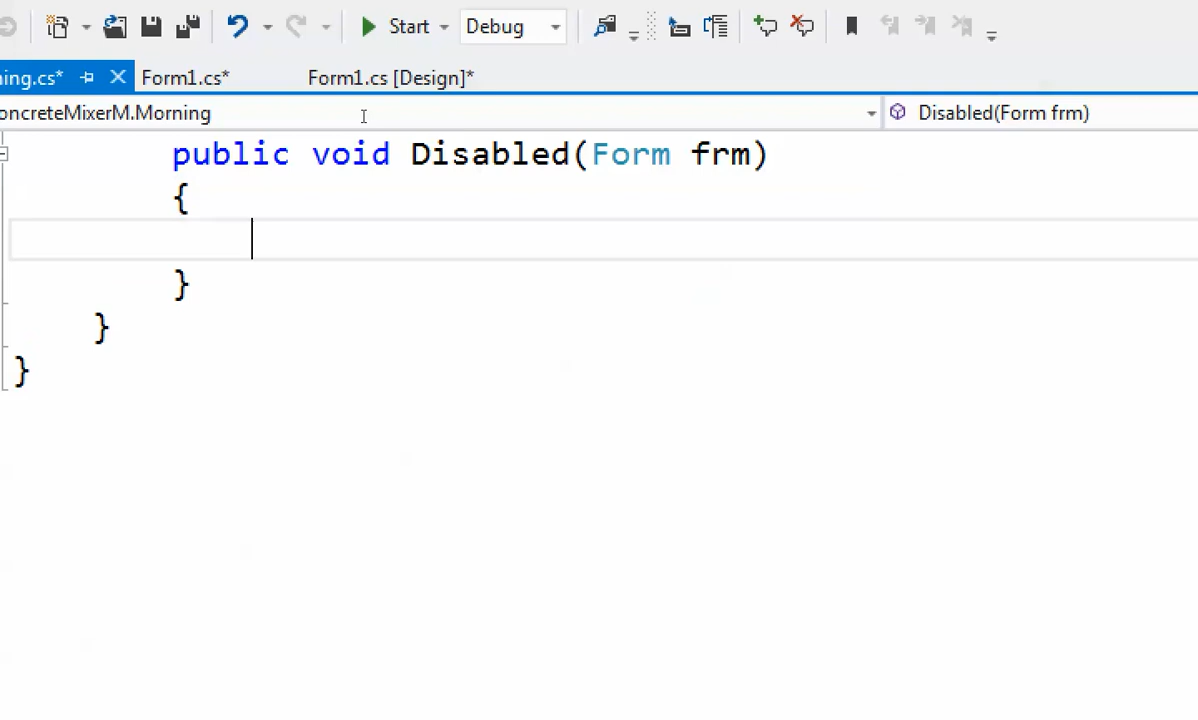 Start Debug
ning.cs* Form1.cs* Form1.cs [Design]*
oncreteMixerM.Morning Disabled(Form frm)
public void Disabled(Form frm)
{
}
}
}